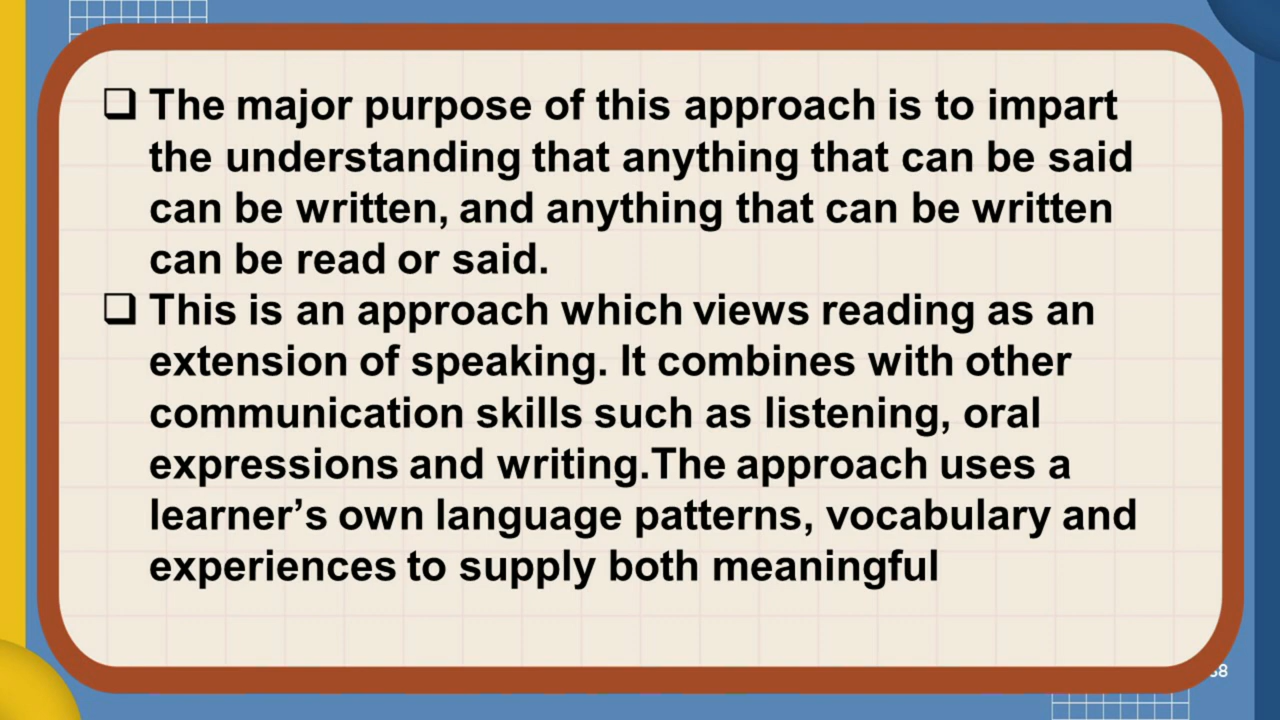 ❑ The major purpose of this approach is to impart
the understanding that anything that can be said
can be written, and anything that can be written
can be read or said.
❑ This is an approach which views reading as an
extension of speaking. It combines with other
communication skills such as listening, oral
expressions and writing.The approach uses a
learner’s own language patterns, vocabulary and
experiences to supply both meaningful